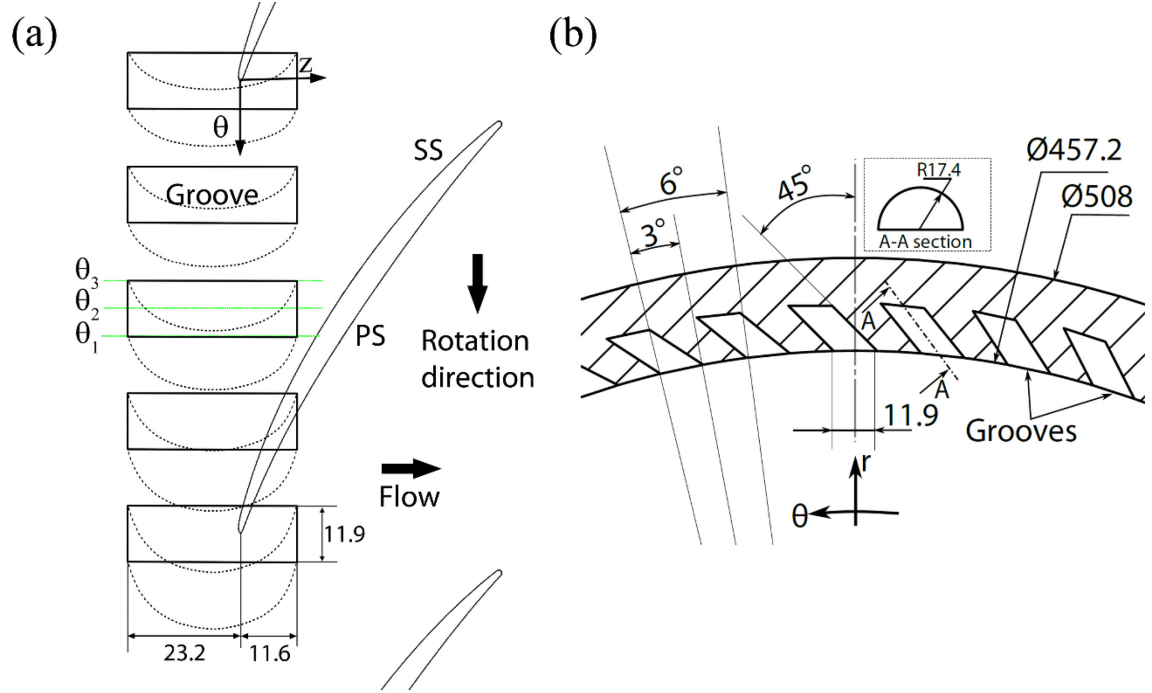 (a)
z
θ
SS
Groove
θ3
θ2
θ1
PS
Rotation
direction
Flow
11.9
23.2
11.6
(b)
Ø457.2
Ø508
R17.4
A-A section
6°
45°
3°
A
A
11.9
Grooves
r
θ